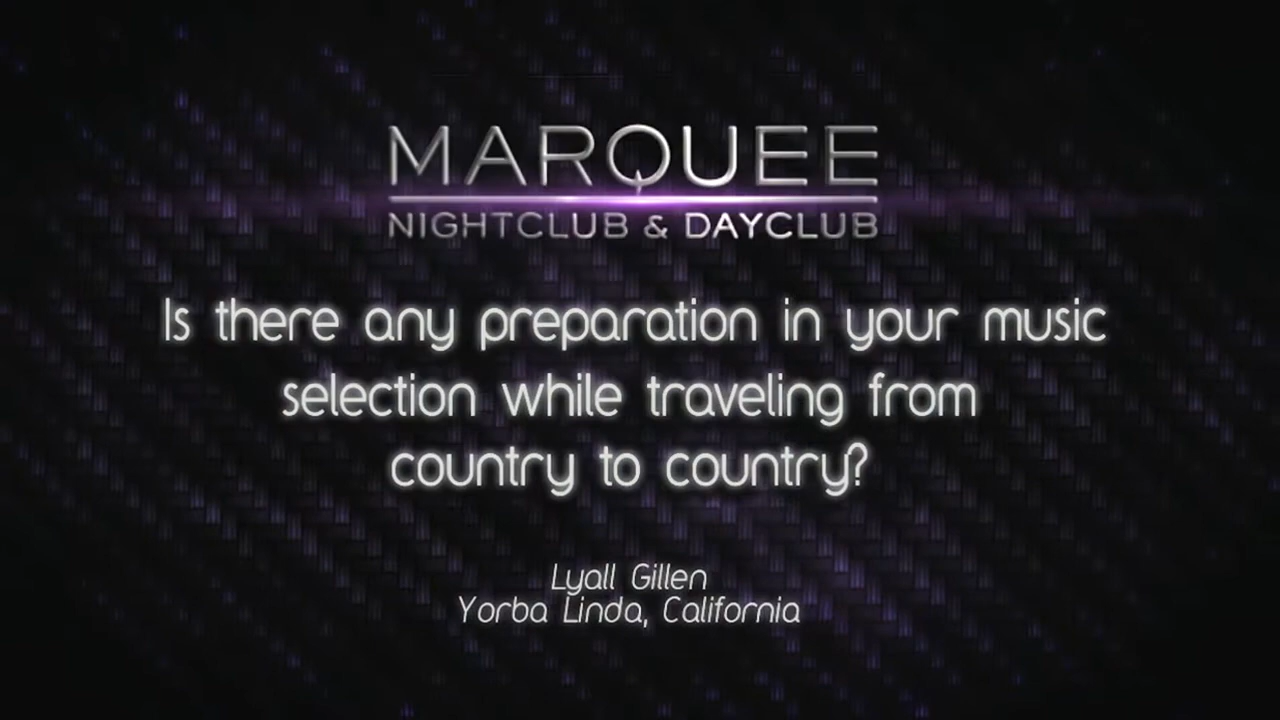 MARQUEE
NIGHTCLUB & DAYCLUB
Is there any preparation in your music
selection while traveling from
country to country?
Lyall Gillen
Yorba Linda, California